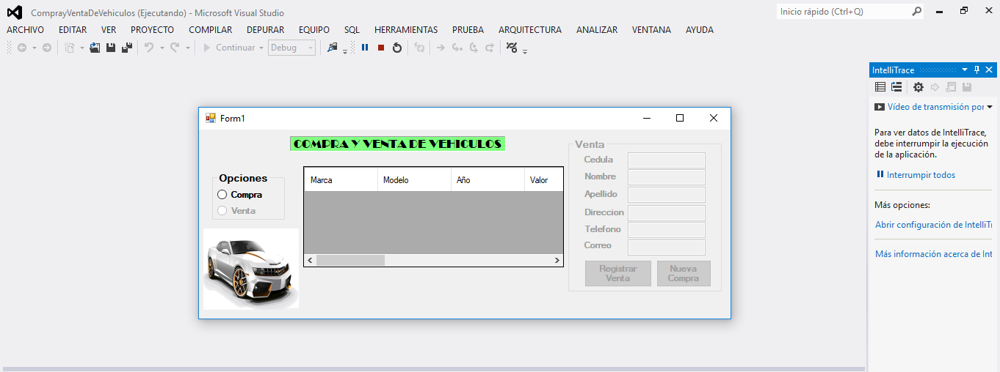 ComprayVentaDeVehiculos (Ejecutando) - Microsoft Visual Studio
Inicio rápido (Ctrl+Q)
ARCHIVO EDITAR VER PROYECTO COMPILAR DEPURAR EQUIPO SQL HERRAMIENTAS PRUEBA ARQUITECTURA ANALIZAR VENTANA AYUDA
Continuar Debug
Form1
COMPRA Y VENTA DE VEHICULOS
Opciones
Compra
Venta
Marca Modelo Año Valor
Venta
Cedula
Nombre
Apellido
Direccion
Telefono
Correo
Registrar
Venta
Nueva
Compra
IntelliTrace
Vídeo de transmisión por
Para ver datos de IntelliTrace,
debe interrumpir la ejecución
de la aplicación.
Interrumpir todos
Más opciones:
Abrir configuración de IntelliTr
Más información acerca de Int